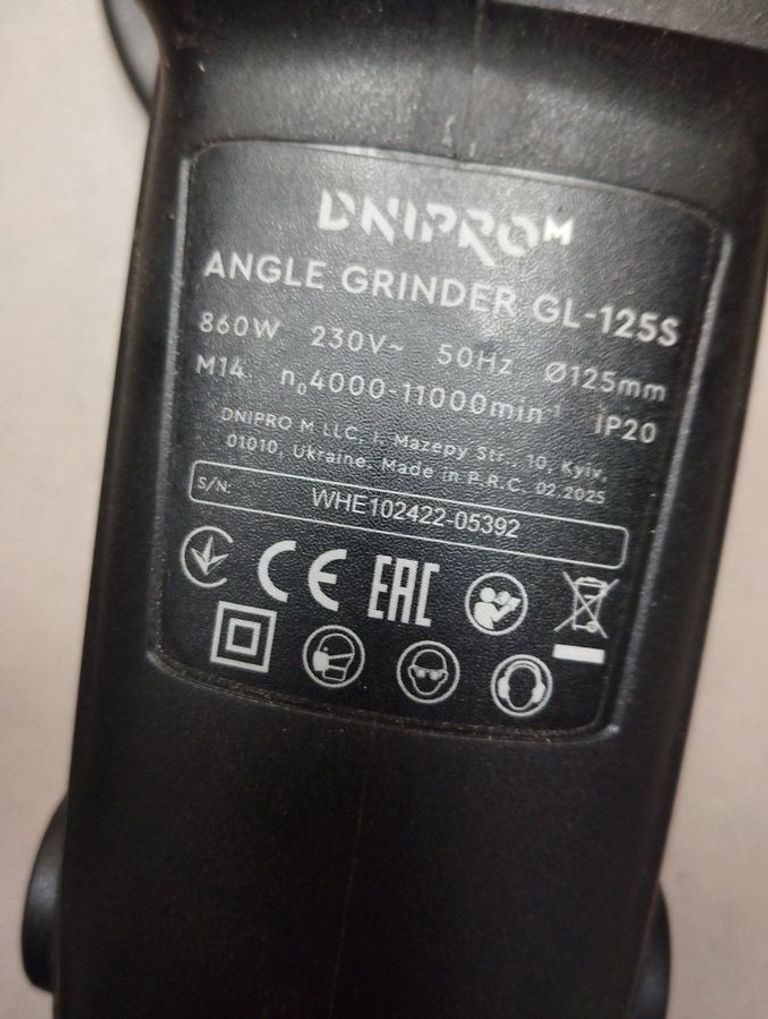 DNIPRO M
ANGLE GRINDER GL-125S
860W 230V~ 50Hz Ø125mm
M14 n₀4000-11000min⁻¹ IP20
DNIPRO M LLC, I. Mazepy Str., 10, Kyiv,
01010, Ukraine. Made in P.R.C. 02.2025
S/N: WHE102422-05392
CE EAC